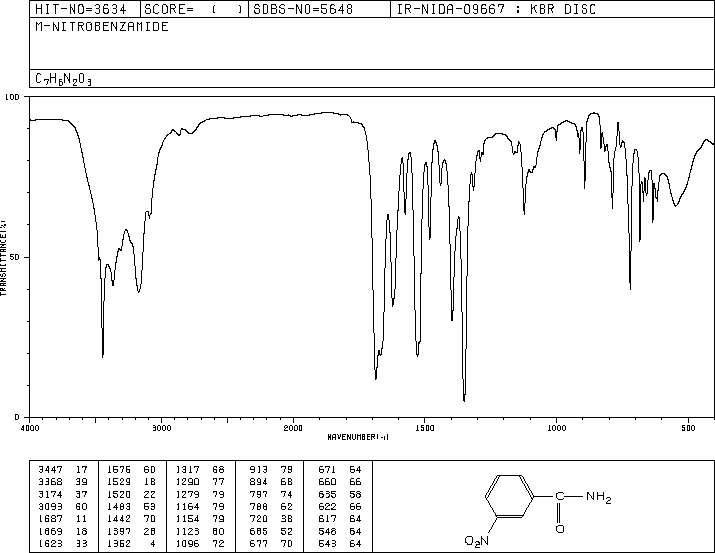 HIT-NO=3634 |SCORE= ( )|SDBS-NO=5648 |IR-NIDA-09667 : KBR DISC
M-NITROBENZAMIDE
C7H6N2O3
100
50
0
TRANSMITTANCE(%)
4000 3000 2000 1500 1000 500
WAVENUMBER(-1)
3447 17 1576 60 1317 68 913 79 671 64
3368 39 1529 18 1290 77 894 68 660 66
3174 37 1520 22 1279 79 797 74 635 58
3093 60 1483 53 1164 79 788 62 622 66
1687 11 1442 70 1154 79 720 38 617 64
1669 18 1397 28 1123 60 685 52 548 64
1623 33 1352 4 1096 72 677 70 543 64
C NH2
O
O2N